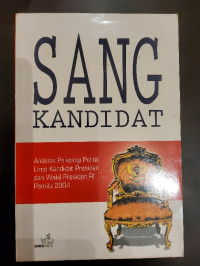 SANG
KANDIDAT
Analisis Psikologi Politik
Lima Kandidat Presiden
dan Wakil Presiden RI
Pemilu 2004